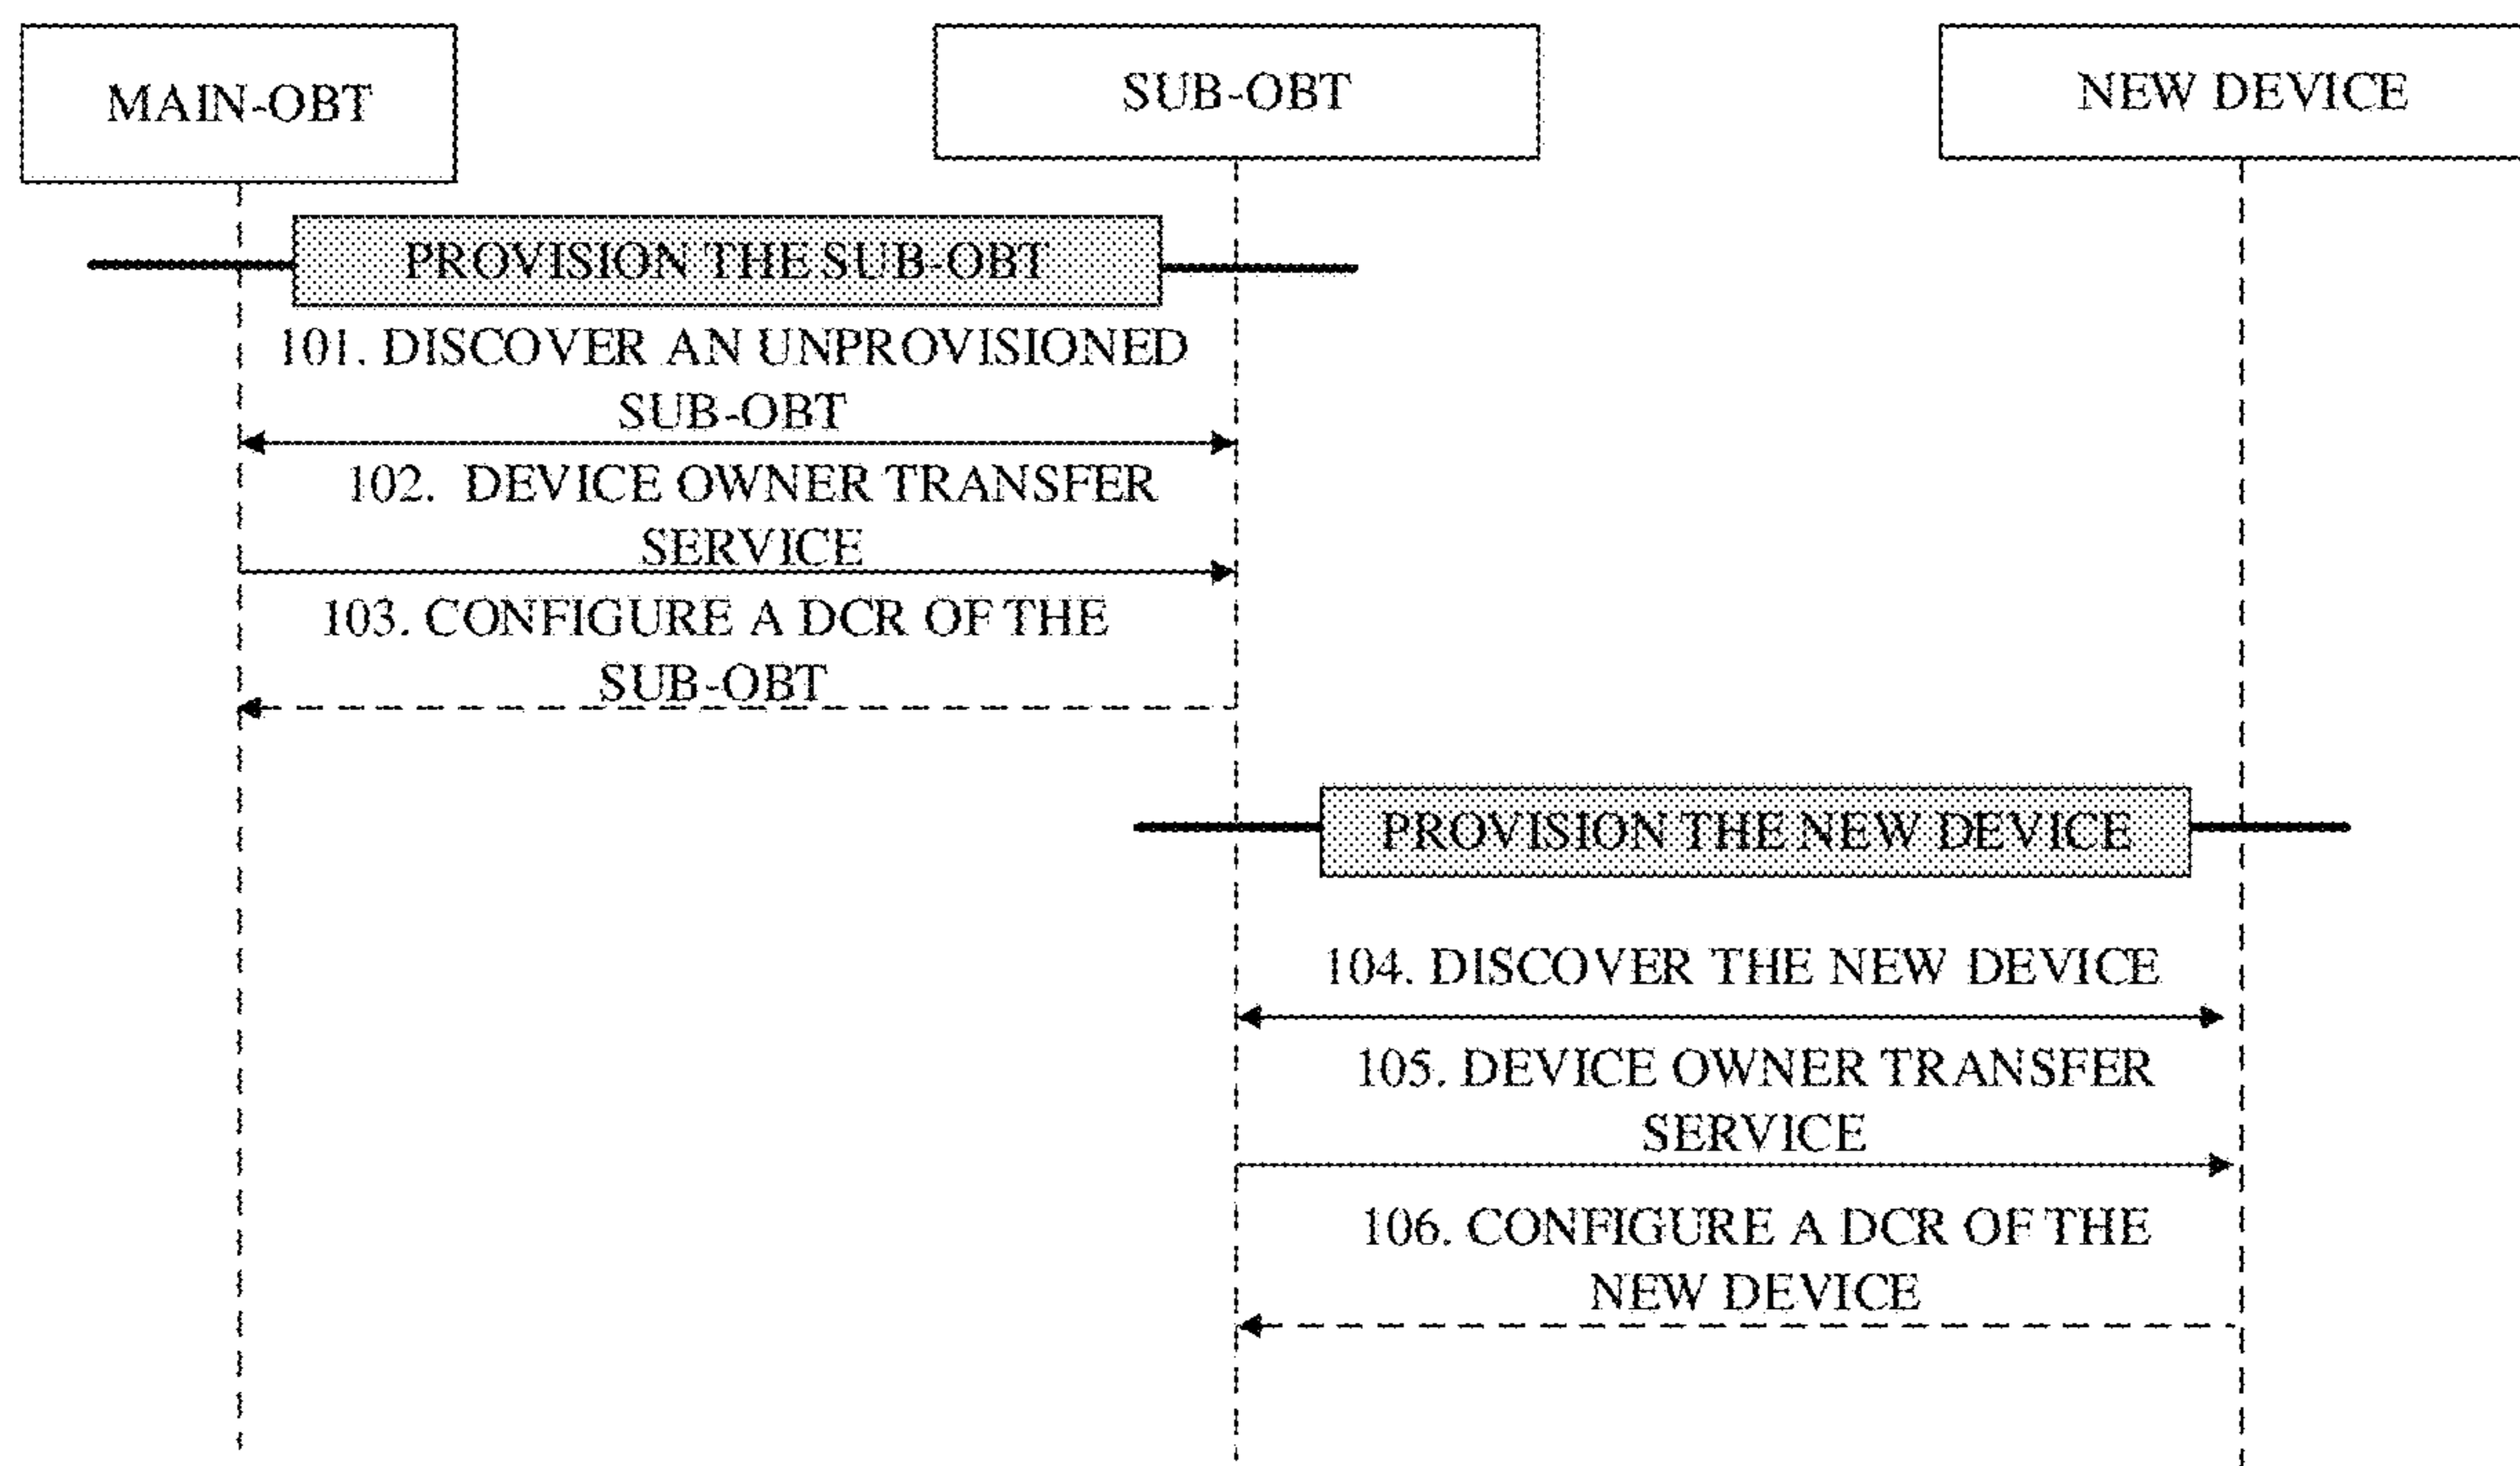 MAIN-OBT
SUB-OBT
NEW DEVICE
PROVISION THE SUB-OBT
101. DISCOVER AN UNPROVISIONED
SUB-OBT
102. DEVICE OWNER TRANSFER
SERVICE
103. CONFIGURE A DCR OF THE
SUB-OBT
PROVISION THE NEW DEVICE
104. DISCOVER THE NEW DEVICE
105. DEVICE OWNER TRANSFER
SERVICE
106. CONFIGURE A DCR OF THE
NEW DEVICE